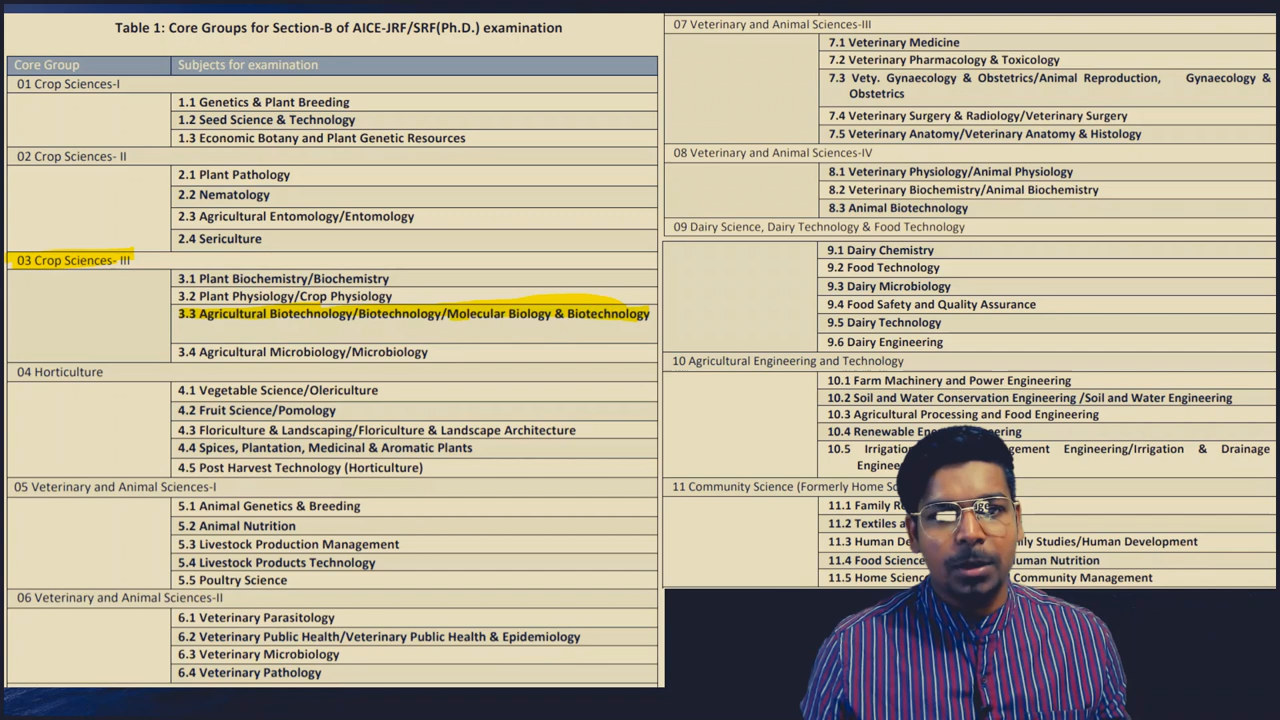 Table 1: Core Groups for Section-B of AICE-JRF/SRF(Ph.D.) examination
Core Group Subjects for examination
01 Crop Sciences-I
1.1 Genetics & Plant Breeding
1.2 Seed Science & Technology
1.3 Economic Botany and Plant Genetic Resources
02 Crop Sciences- II
2.1 Plant Pathology
2.2 Nematology
2.3 Agricultural Entomology/Entomology
2.4 Sericulture
03 Crop Sciences- III
3.1 Plant Biochemistry/Biochemistry
3.2 Plant Physiology/Crop Physiology
3.3 Agricultural Biotechnology/Biotechnology/Molecular Biology & Biotechnology
3.4 Agricultural Microbiology/Microbiology
04 Horticulture
4.1 Vegetable Science/Olericulture
4.2 Fruit Science/Pomology
4.3 Floriculture & Landscaping/Floriculture & Landscape Architecture
4.4 Spices, Plantation, Medicinal & Aromatic Plants
4.5 Post Harvest Technology (Horticulture)
05 Veterinary and Animal Sciences-I
5.1 Animal Genetics & Breeding
5.2 Animal Nutrition
5.3 Livestock Production Management
5.4 Livestock Products Technology
5.5 Poultry Science
06 Veterinary and Animal Sciences-II
6.1 Veterinary Parasitology
6.2 Veterinary Public Health/Veterinary Public Health & Epidemiology
6.3 Veterinary Microbiology
6.4 Veterinary Pathology
07 Veterinary and Animal Sciences-III
7.1 Veterinary Medicine
7.2 Veterinary Pharmacology & Toxicology
7.3 Vety. Gynaecology & Obstetrics/Animal Reproduction, Gynaecology &
Obstetrics
7.4 Veterinary Surgery & Radiology/Veterinary Surgery
7.5 Veterinary Anatomy/Veterinary Anatomy & Histology
08 Veterinary and Animal Sciences-IV
8.1 Veterinary Physiology/Animal Physiology
8.2 Veterinary Biochemistry/Animal Biochemistry
8.3 Animal Biotechnology
09 Dairy Science, Dairy Technology & Food Technology
9.1 Dairy Chemistry
9.2 Food Technology
9.3 Dairy Microbiology
9.4 Food Safety and Quality Assurance
9.5 Dairy Technology
9.6 Dairy Engineering
10 Agricultural Engineering and Technology
10.1 Farm Machinery and Power Engineering
10.2 Soil and Water Conservation Engineering /Soil and Water Engineering
10.3 Agricultural Processing and Food Engineering
10.4 Renewable
10.5 Engineering/Irrigation & Drainage
11 Community Science (Formerly Home
11.1 Family
11.2 Textiles
11.3 Human Studies/Human Development
11.4 Food Human Nutrition
11.5 Home Community Management